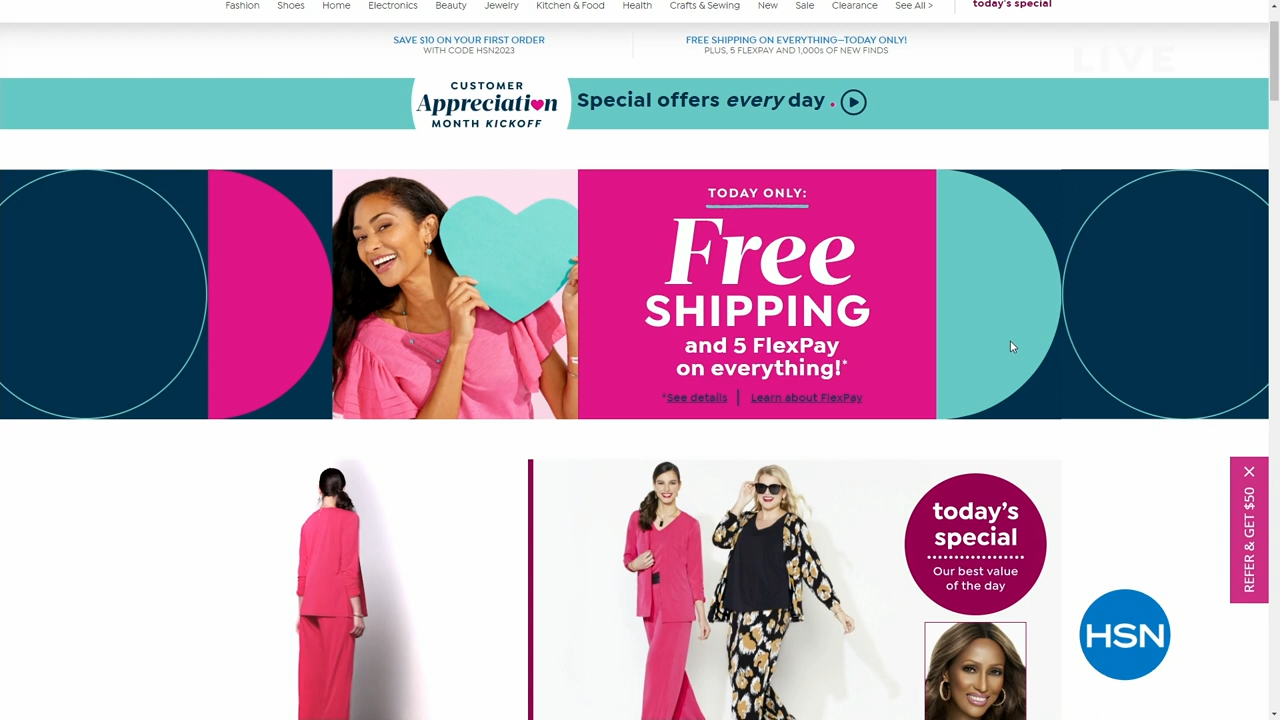 Fashion Shoes Home Electronics Beauty Jewelry Kitchen & Food Health Crafts & Sewing New Sale Clearance See All >
today's special
SAVE $10 ON YOUR FIRST ORDER
WITH CODE HSN2023
FREE SHIPPING ON EVERYTHING—TODAY ONLY!
PLUS, 5 FLEXPAY AND 1,000s OF NEW FINDS
LIVE
CUSTOMER
Appreciation
MONTH KICKOFF
Special offers every day.
TODAY ONLY:
Free
SHIPPING
and 5 FlexPay
on everything!*
*See details | Learn about FlexPay
today's
special
Our best value
of the day
REFER & GET $50
HSN